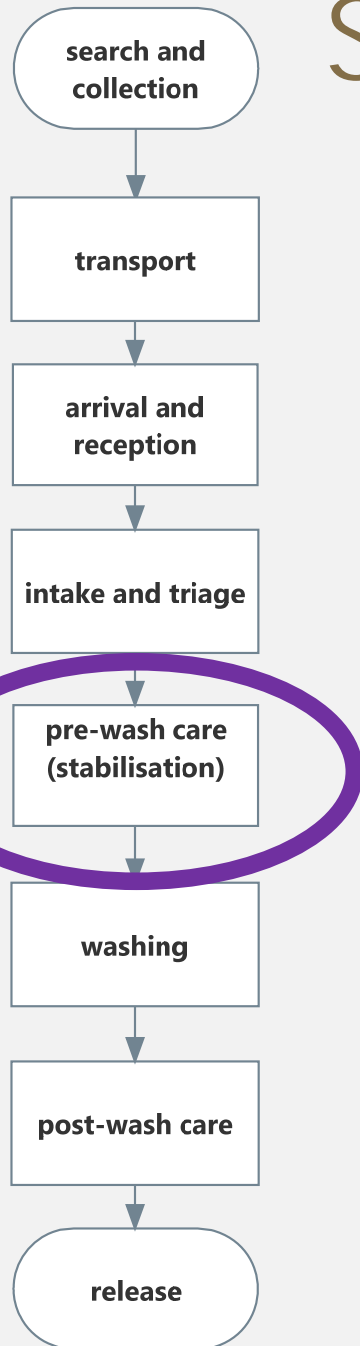 search and
collection
transport
arrival and
reception
intake and triage
pre-wash care
(stabilisation)
washing
post-wash care
release